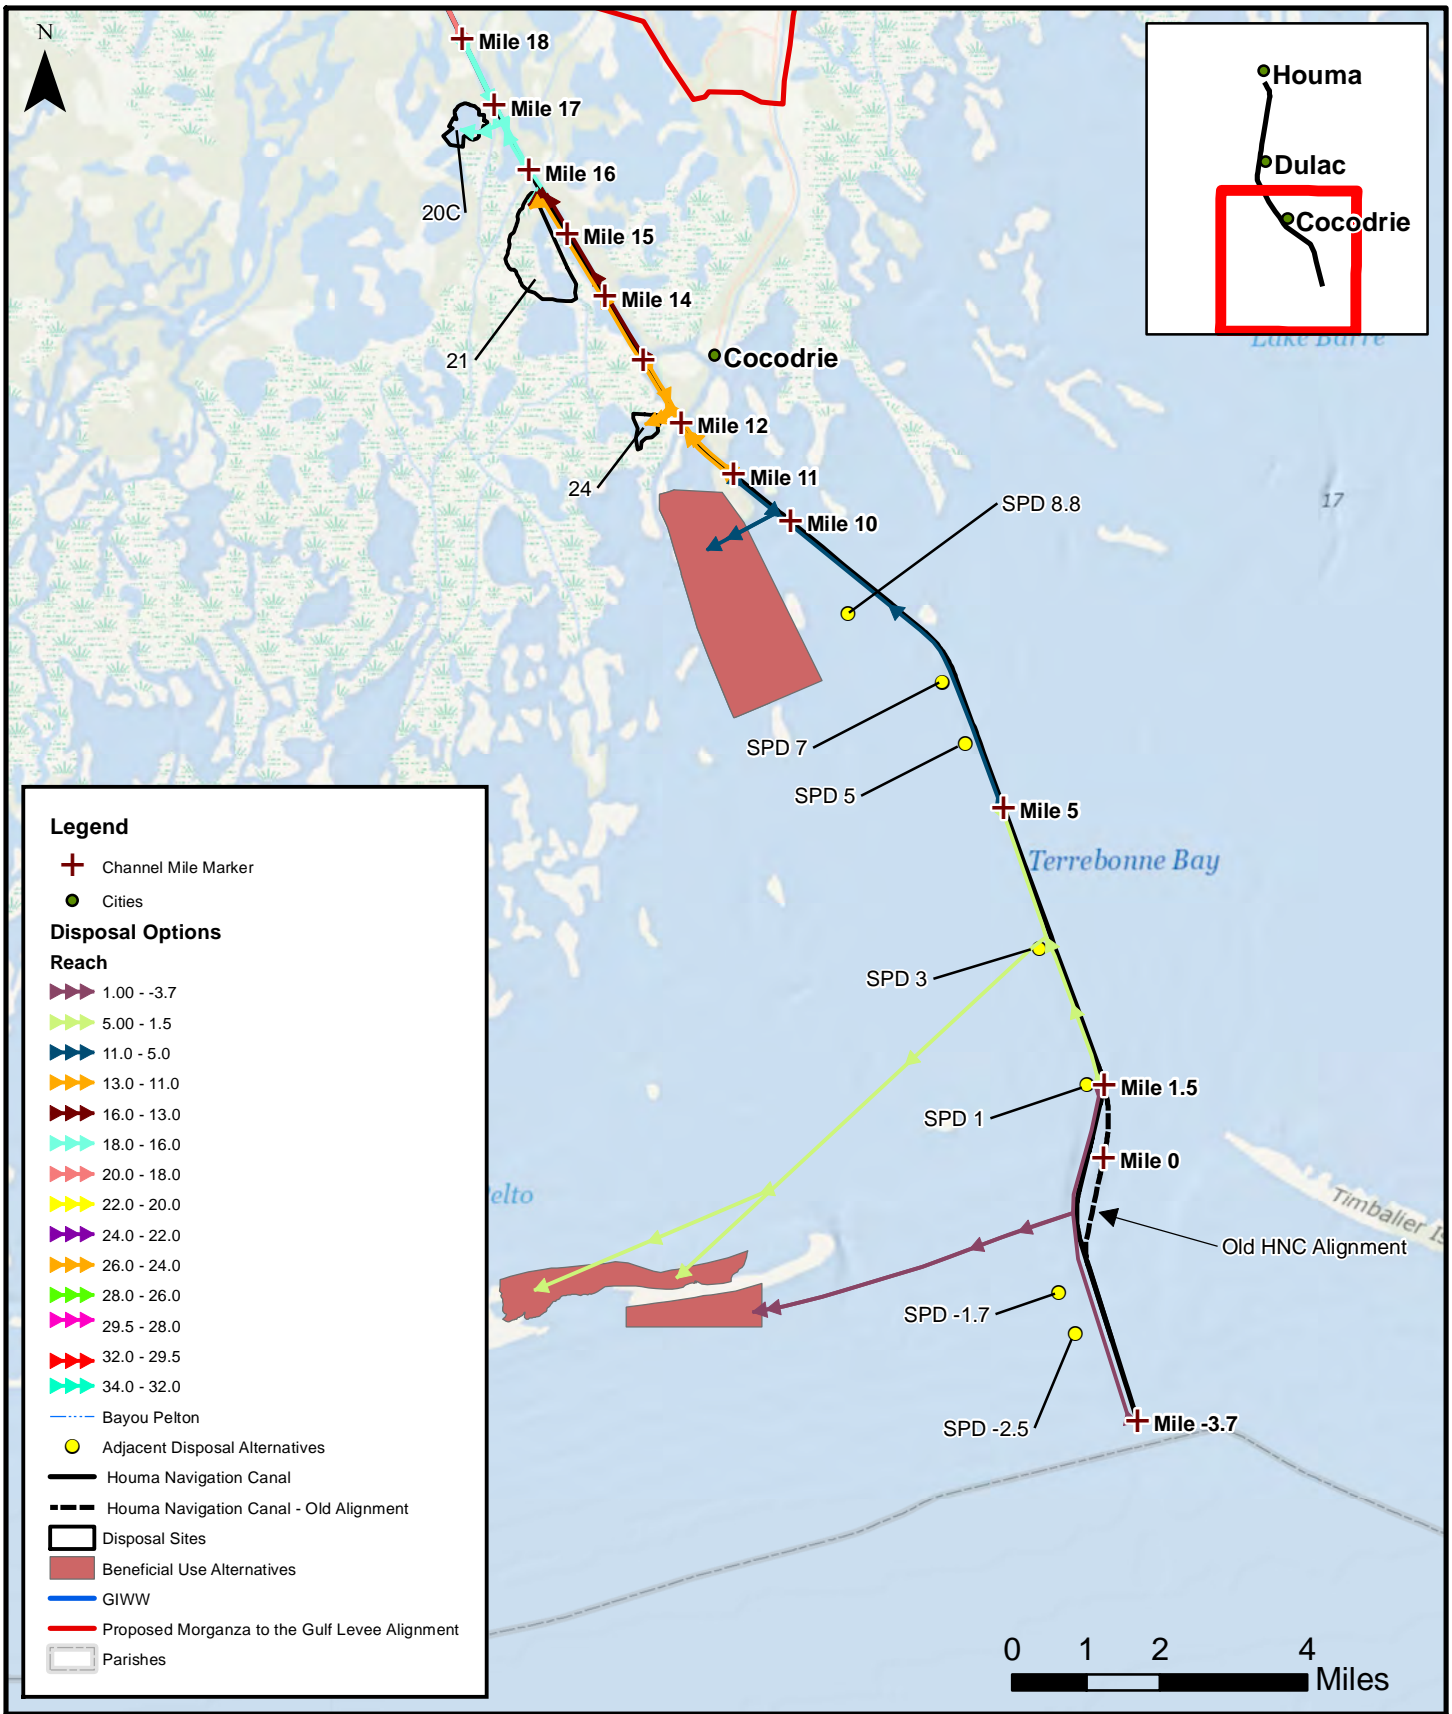 N
Mile 18
Mile 17
Mile 16
20C
Mile 15
Mile 14
21
Cocodrie
Mile 12
24
Mile 11
Mile 10
SPD 8.8
17
SPD 7
SPD 5
Mile 5
Terrebonne Bay
SPD 3
SPD 1
Mile 1.5
Mile 0
elto
Timbalier Is
Old HNC Alignment
SPD -1.7
SPD -2.5
Mile -3.7
Houma
Dulac
Cocodrie
Lake Barre
Legend
Channel Mile Marker
Cities
Disposal Options
Reach
1.00 - -3.7
5.00 - 1.5
11.0 - 5.0
13.0 - 11.0
16.0 - 13.0
18.0 - 16.0
20.0 - 18.0
22.0 - 20.0
24.0 - 22.0
26.0 - 24.0
28.0 - 26.0
29.5 - 28.0
32.0 - 29.5
34.0 - 32.0
Bayou Pelton
Adjacent Disposal Alternatives
Houma Navigation Canal
Houma Navigation Canal - Old Alignment
Disposal Sites
Beneficial Use Alternatives
GIWW
Proposed Morganza to the Gulf Levee Alignment
Parishes
0 1 2 4
Miles